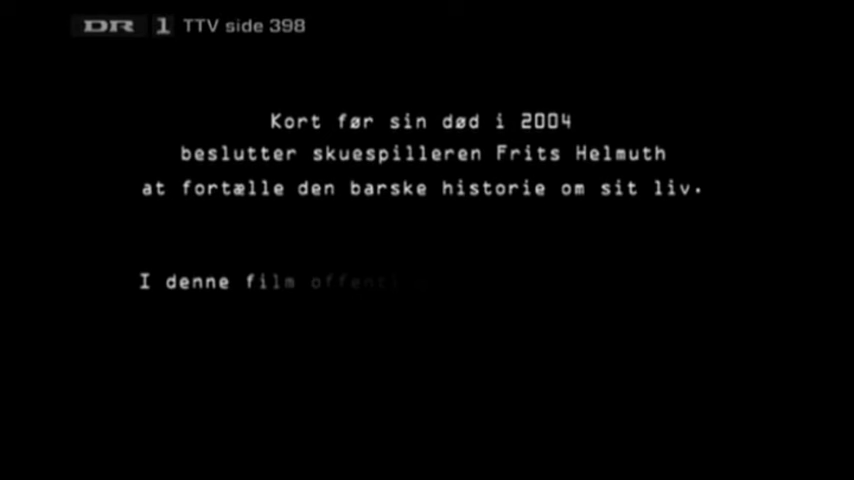 DR 1 TTV side 398
Kort før sin død i 2004
beslutter skuespilleren Frits Helmuth
at fortælle den barske historie om sit liv.
I denne film